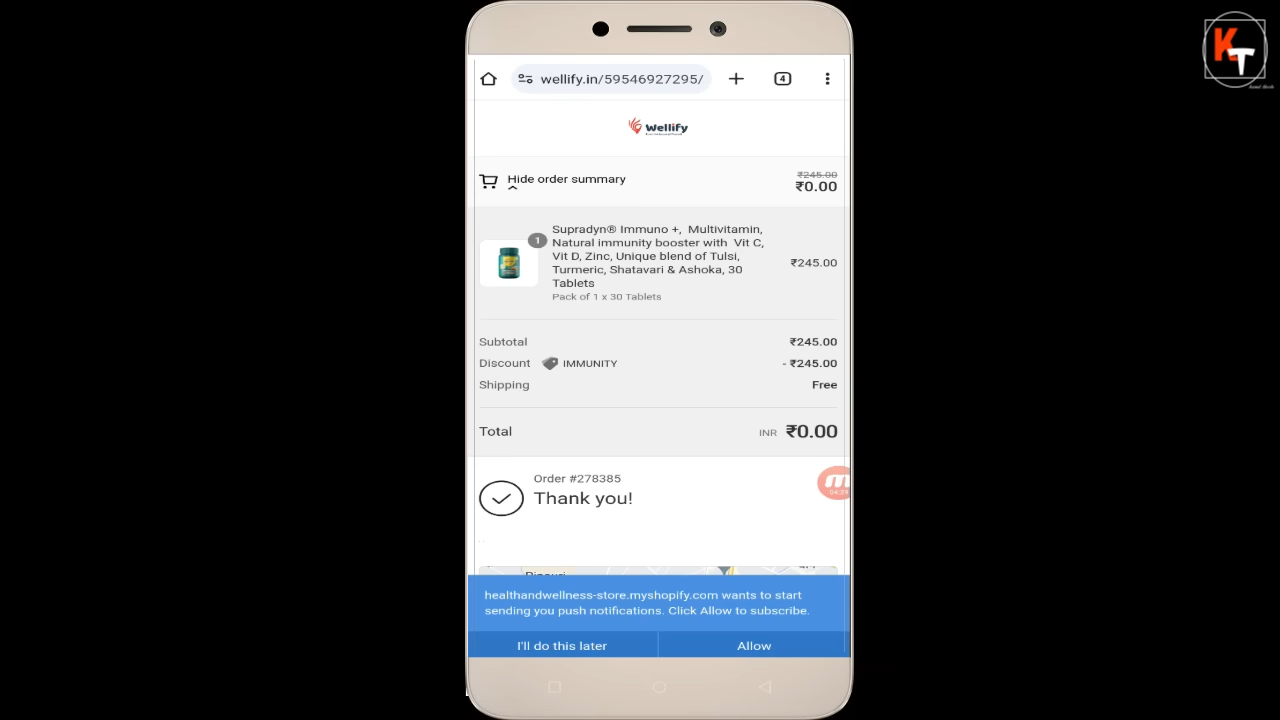 KT
4
wellify.in/59546927295/
Wellify
Hide order summary
₹245.00
₹0.00
1
Supradyn® Immuno +, Multivitamin,
Natural immunity booster with Vit C,
Vit D, Zinc, Unique blend of Tulsi,
Turmeric, Shatavari & Ashoka, 30
Tablets
Pack of 1 x 30 Tablets
₹245.00
Subtotal ₹245.00
Discount IMMUNITY - ₹245.00
Shipping Free
Total INR ₹0.00
Order #278385
Thank you!
healthandwellness-store.myshopify.com wants to start
sending you push notifications. Click Allow to subscribe.
I'll do this later Allow